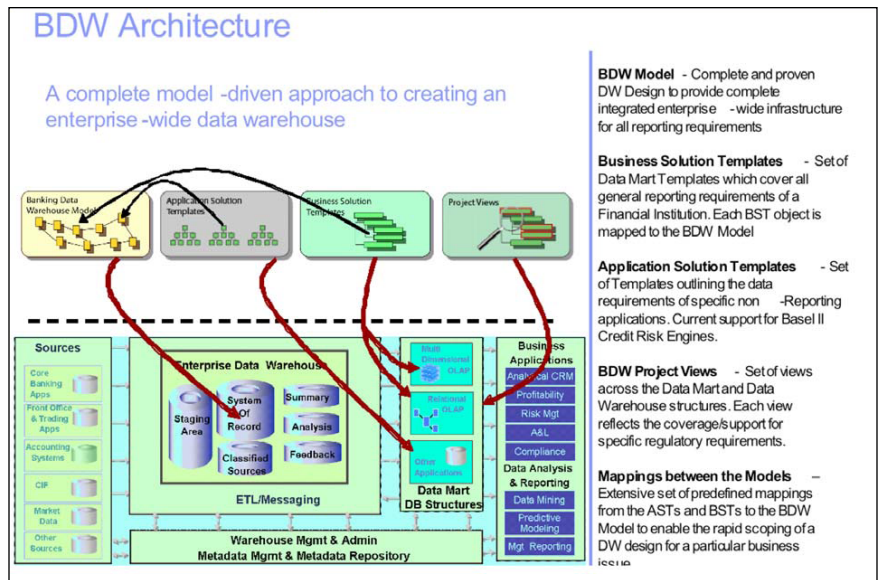 BDW Architecture
A complete model -driven approach to creating an
enterprise -wide data warehouse
Banking Data
Warehouse Model
Application Solution
Templates
Business Solution
Templates
Project Views
Sources
Core
Banking
Apps
Front Office
& Trading
Apps
Accounting
Systems
CIF
Market
Data
Other
Sources
Enterprise Data Warehouse
Staging
Area
System
Of
Record
Classified
Sources
Summary
Analysis
Feedback
ETL/Messaging
Multi
Dimensional
OLAP
Relational
OLAP
Other
Applications
Data Mart
DB Structures
Business
Applications
Analytical CRM
Profitability
Risk Mgt
A&L
Compliance
Data Analysis
& Reporting
Data Mining
Predictive
Modeling
Mgt Reporting
Warehouse Mgmt & Admin
Metadata Mgmt & Metadata Repository
BDW Model - Complete and proven
DW Design to provide complete
integrated enterprise -wide infrastructure
for all reporting requirements
Business Solution Templates - Set of
Data Mart Templates which cover all
general reporting requirements of a
Financial Institution. Each BST object is
mapped to the BDW Model
Application Solution Templates - Set
of Templates outlining the data
requirements of specific non -Reporting
applications. Current support for Basel II
Credit Risk Engines.
BDW Project Views - Set of views
across the Data Mart and Data
Warehouse structures. Each view
reflects the coverage/support for
specific regulatory requirements.
Mappings between the Models –
Extensive set of predefined mappings
from the ASTs and BSTs to the BDW
Model to enable the rapid scoping of a
DW design for a particular business
issue